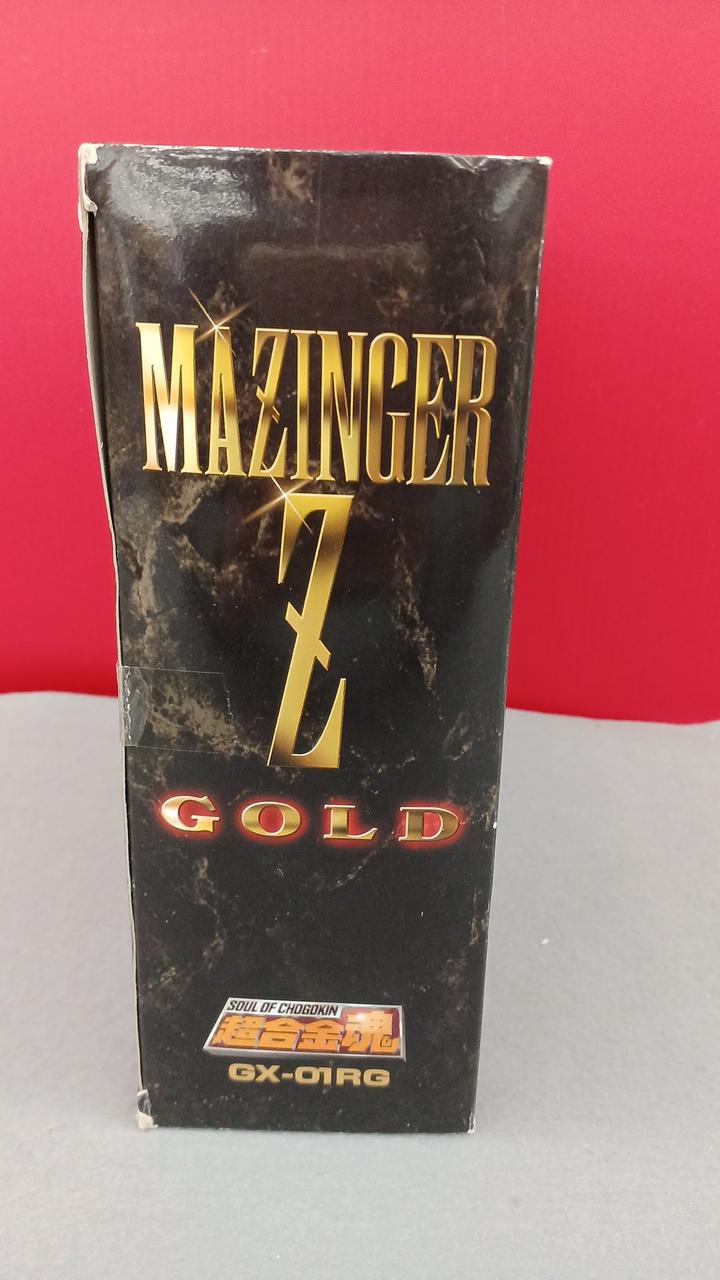 MAZINGER
Z
GOLD
SOUL OF CHOGOKIN
超合金魂
GX-01RG